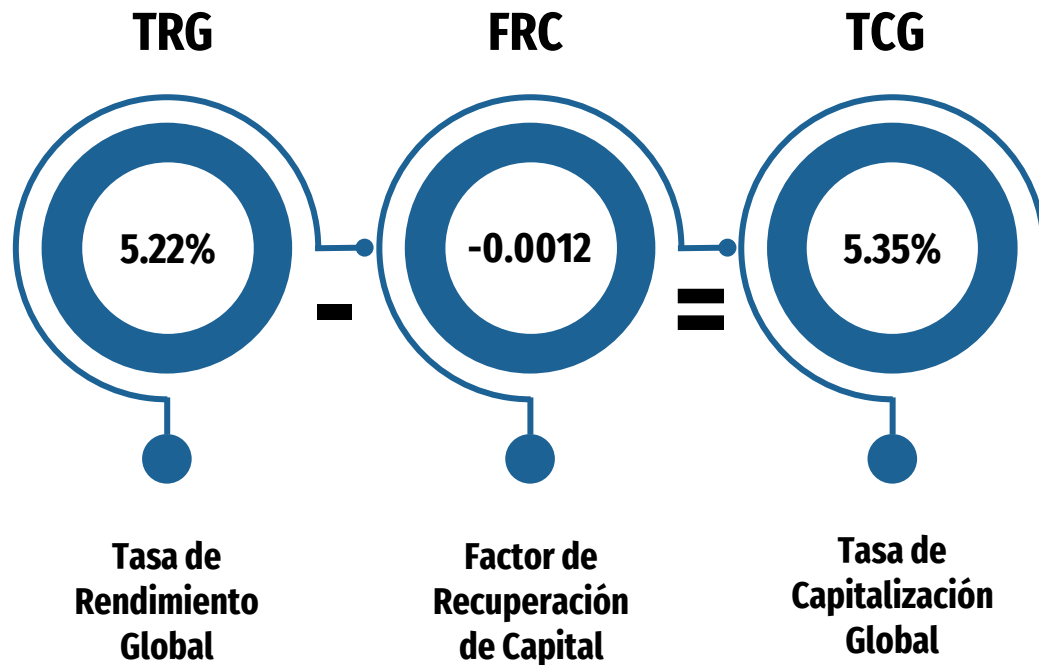 TRG
FRC
TCG
5.22%
-
-0.0012
=
5.35%
Tasa de
Rendimiento
Global
Factor de
Recuperación
de Capital
Tasa de
Capitalización
Global